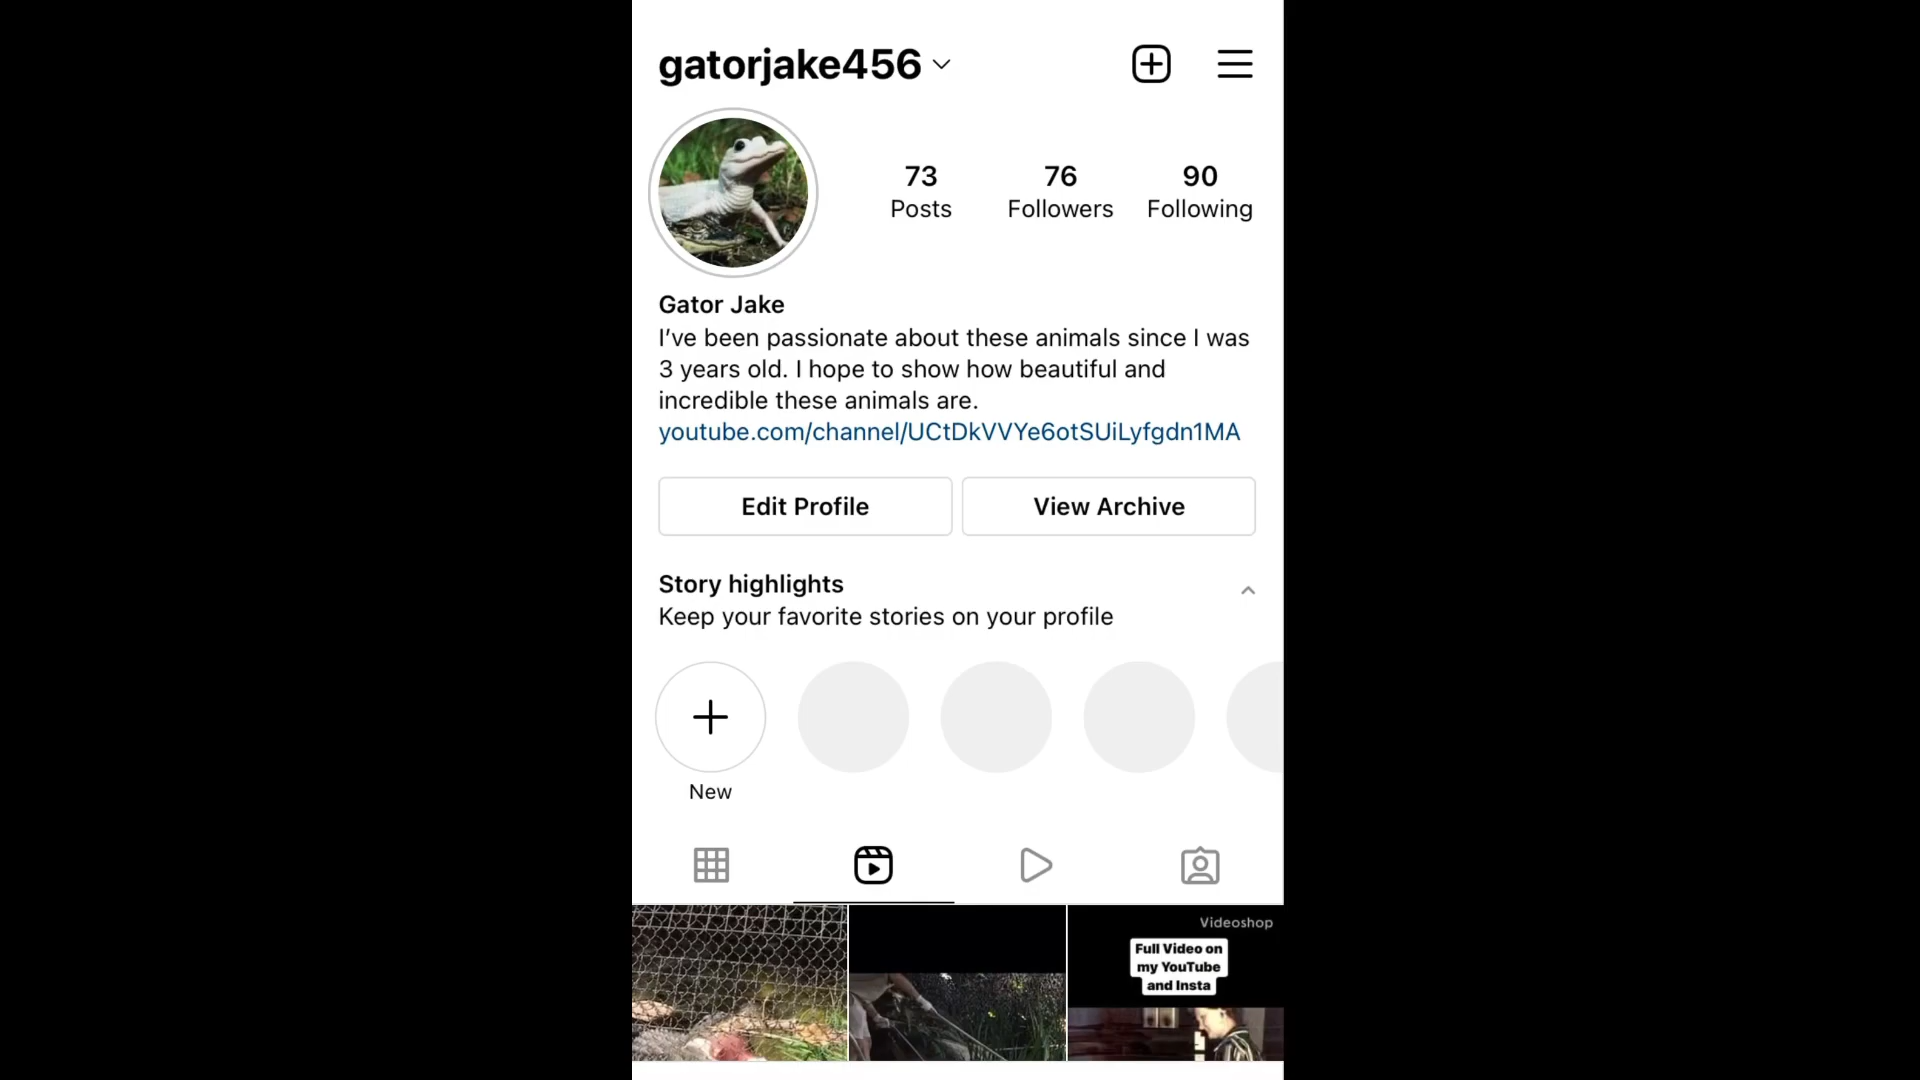 gatorjake456
73 76 90
Posts Followers Following
Gator Jake
I’ve been passionate about these animals since I was
3 years old. I hope to show how beautiful and
incredible these animals are.
youtube.com/channel/UCtDkVVYe6otSUiLyfgdn1MA
Edit Profile View Archive
Story highlights
Keep your favorite stories on your profile
New
Videoshop
Full Video on
my YouTube
and Insta